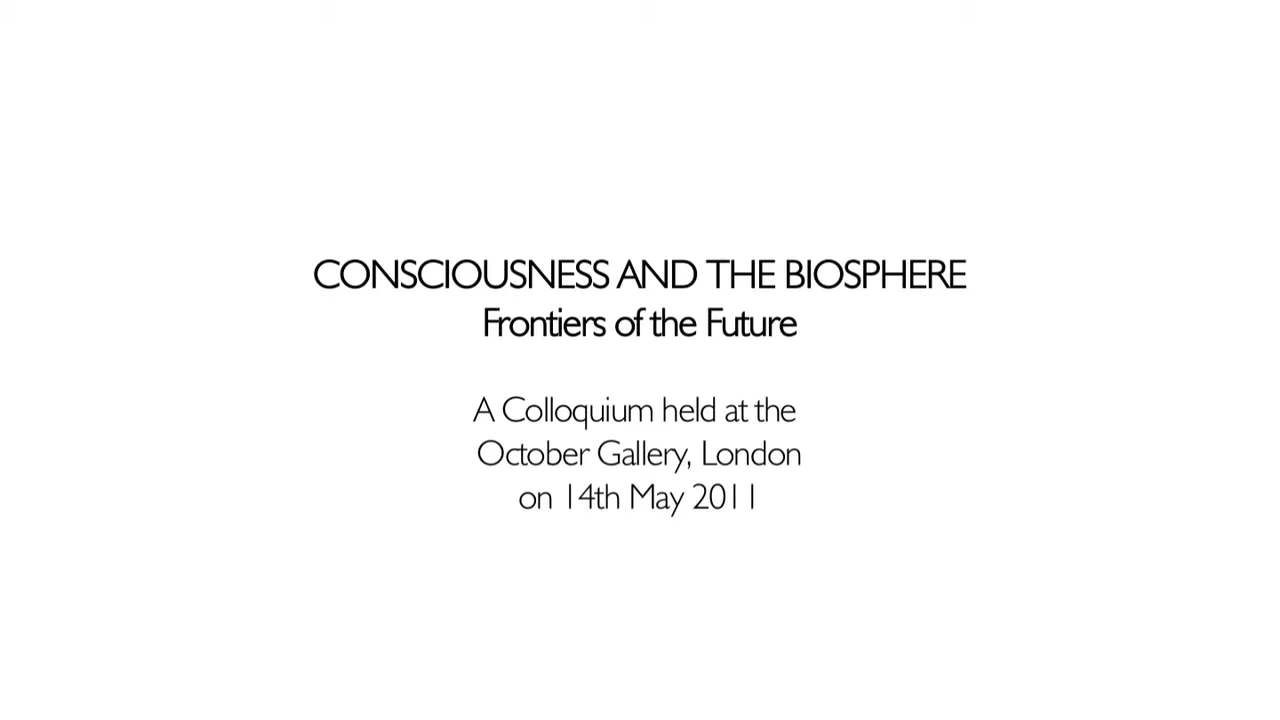 CONSCIOUSNESS AND THE BIOSPHERE
Frontiers of the Future
A Colloquium held at the
October Gallery, London
on 14th May 2011